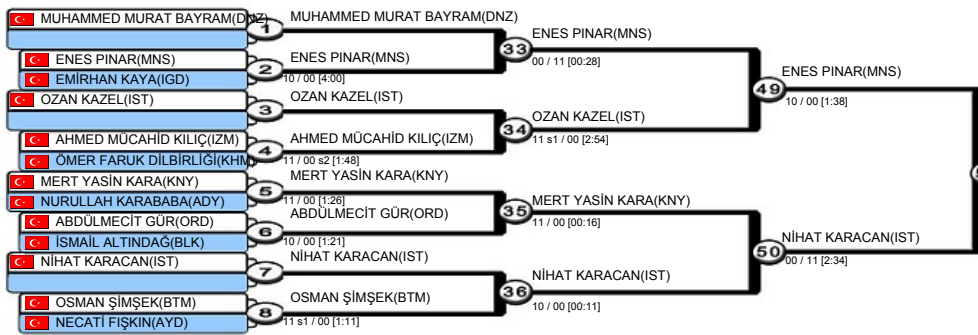 MUHAMMED MURAT BAYRAM(DNZ)
1
MUHAMMED MURAT BAYRAM(DNZ)
ENES PINAR(MNS)
EMİRHAN KAYA(IGD)
2
ENES PINAR(MNS)
10 / 00 [4:00]
33
ENES PINAR(MNS)
00 / 11 [00:28]
OZAN KAZEL(IST)
3
OZAN KAZEL(IST)
AHMED MÜCAHİD KILIÇ(IZM)
ÖMER FARUK DİLBİRLİĞİ(KHM)
4
AHMED MÜCAHİD KILIÇ(IZM)
11 / 00 s2 [1:48]
34
OZAN KAZEL(IST)
11 s1 / 00 [2:54]
49
ENES PINAR(MNS)
10 / 00 [1:38]
MERT YASİN KARA(KNY)
NURULLAH KARABABA(ADY)
5
MERT YASİN KARA(KNY)
11 / 00 [1:26]
ABDÜLMECİT GÜR(ORD)
İSMAİL ALTINDAĞ(BLK)
6
ABDÜLMECİT GÜR(ORD)
10 / 00 [1:21]
35
MERT YASİN KARA(KNY)
11 / 00 [00:16]
NİHAT KARACAN(IST)
7
NİHAT KARACAN(IST)
OSMAN ŞİMŞEK(BTM)
NECATİ FIŞKIN(AYD)
8
OSMAN ŞİMŞEK(BTM)
11 s1 / 00 [1:11]
36
NİHAT KARACAN(IST)
10 / 00 [00:11]
50
NİHAT KARACAN(IST)
00 / 11 [2:34]